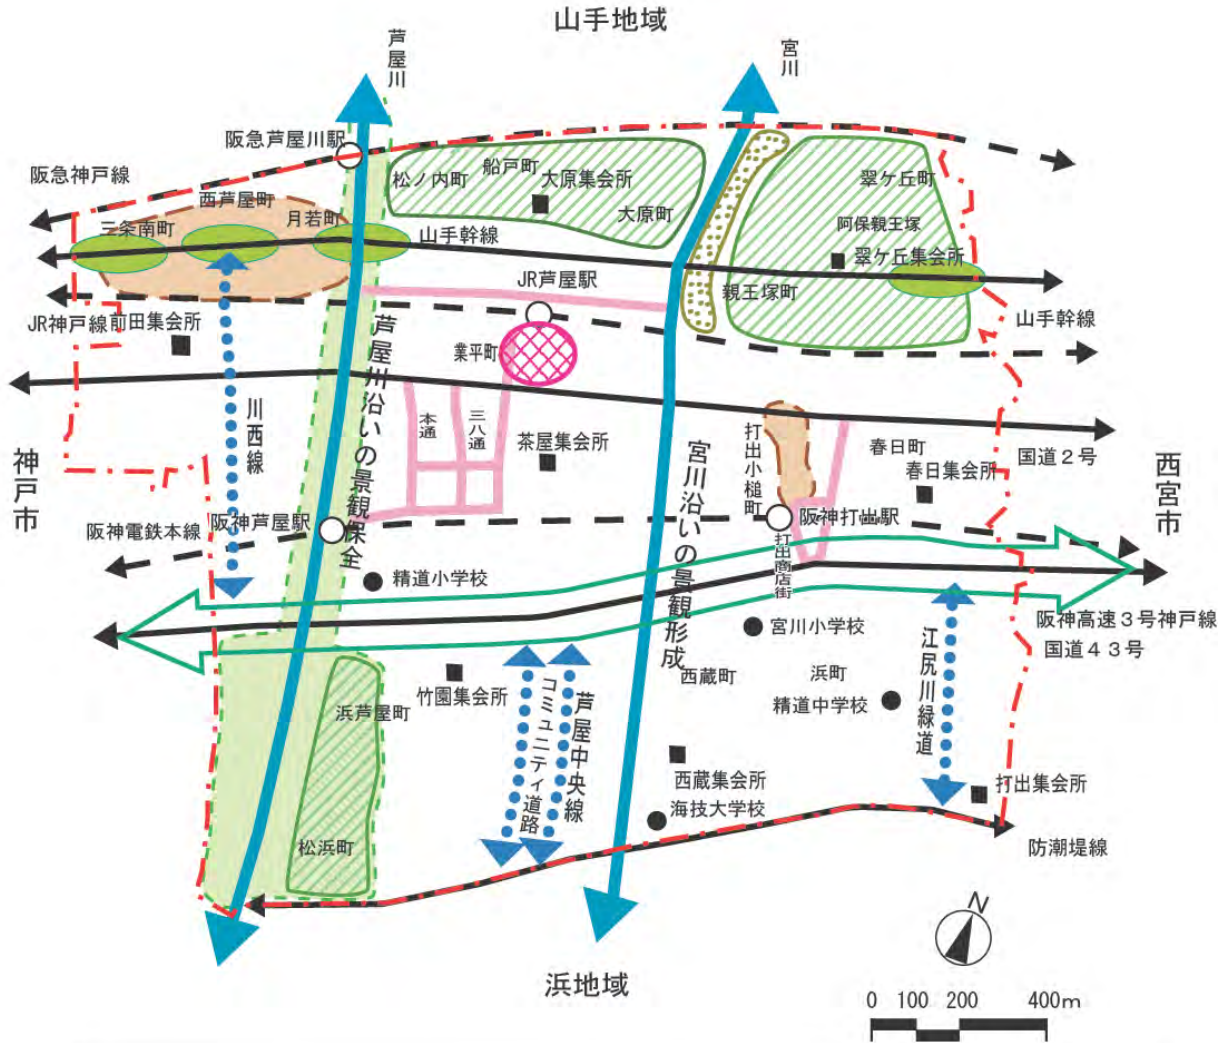 山手地域
芦屋川
宮川
阪急芦屋川駅
阪急神戸線
船戸町
松ノ内町
大原集会所
大原町
翠ケ丘町
西芦屋町
月若町
三条南町
山手幹線
阿保親王塚
翠ケ丘集会所
JR芦屋駅
親王塚町
山手幹線
JR神戸線
前田集会所
業平町
芦屋川沿いの景観保全
川西線
本通
三八通
茶屋集会所
打出小槌町
春日町
春日集会所
国道2号
神戸市
西宮市
宮川沿いの景観形成
阪神電鉄本線
阪神芦屋駅
阪神打出駅
打出商店街
精道小学校
阪神高速3号神戸線
国道43号
宮川小学校
江尻川緑道
西蔵町
浜町
精道中学校
竹園集会所
浜芦屋町
コミュニティ道路
芦屋中央線
西蔵集会所
海技大学校
打出集会所
松浜町
防潮堤線
浜地域
N
0 100 200 400m